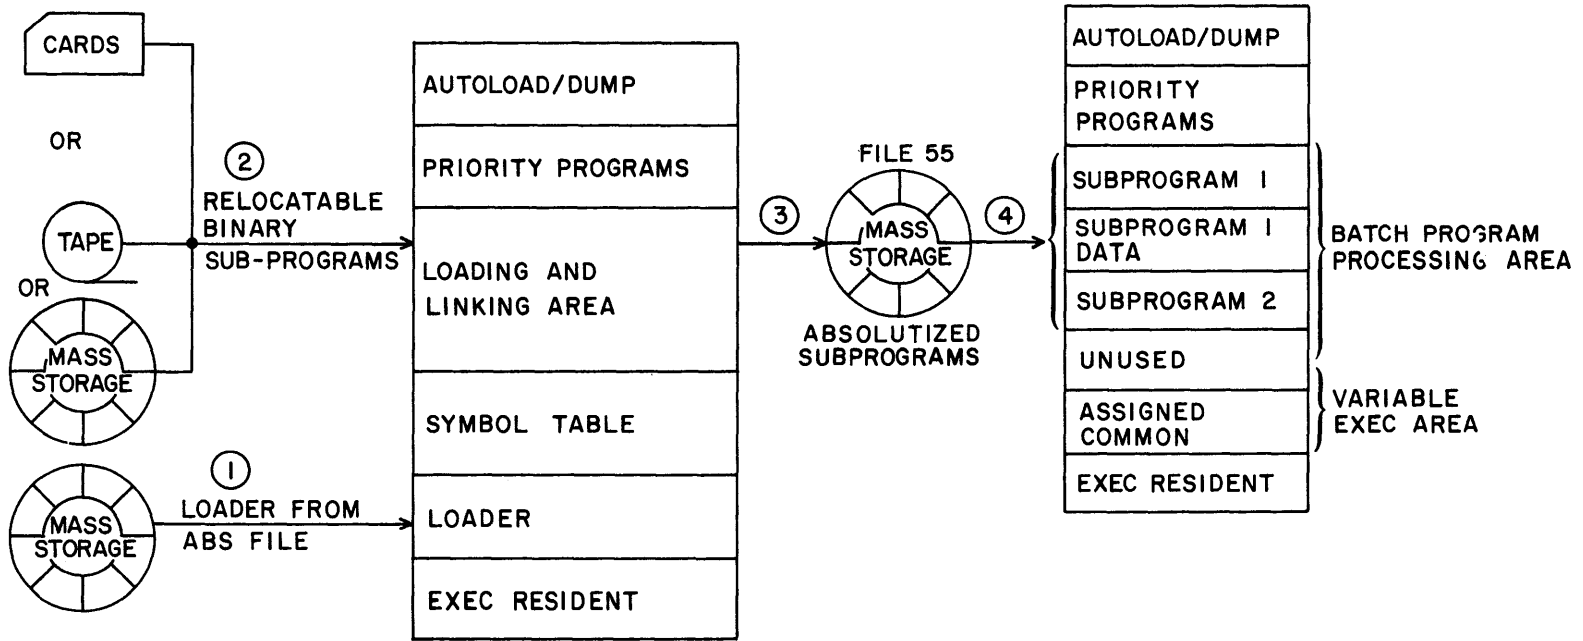 CARDS
OR
TAPE
OR
MASS
STORAGE
MASS
STORAGE
2
RELOCATABLE
BINARY
SUB-PROGRAMS
1
LOADER FROM
ABS FILE
AUTOLOAD/DUMP
PRIORITY PROGRAMS
LOADING AND
LINKING AREA
SYMBOL TABLE
LOADER
EXEC RESIDENT
3
FILE 55
MASS
STORAGE
ABSOLUTIZED
SUBPROGRAMS
4
AUTOLOAD/DUMP
PRIORITY
PROGRAMS
SUBPROGRAM 1
SUBPROGRAM 1
DATA
SUBPROGRAM 2
UNUSED
ASSIGNED
COMMON
EXEC RESIDENT
BATCH PROGRAM
PROCESSING AREA
VARIABLE
EXEC AREA